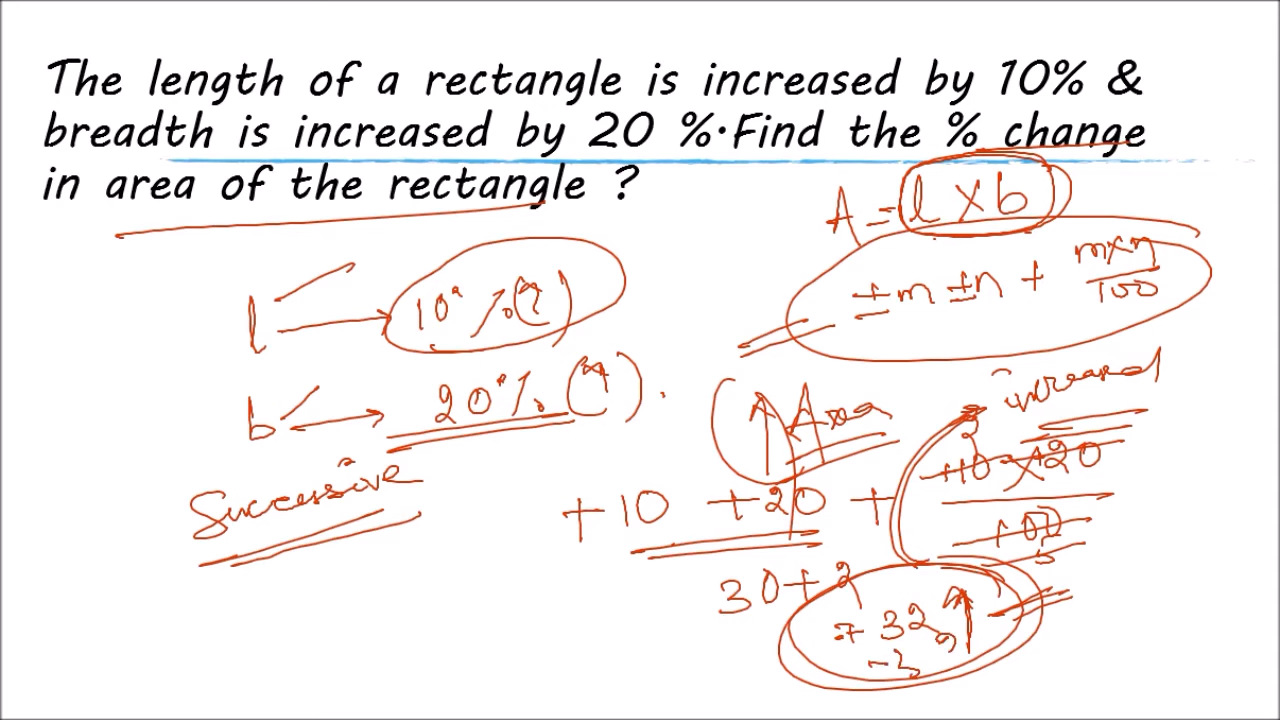 The length of a rectangle is increased by 10% &
breadth is increased by 20 %.Find the % change
in area of the rectangle ?
A = l × b
± m ± n + m×n/100
l 10 % (↑)
b 20% (↑).
Successive
↑ Area
increased
+10 +20 + +10 × +20/100
2
30 + 2
+ 32 ↑